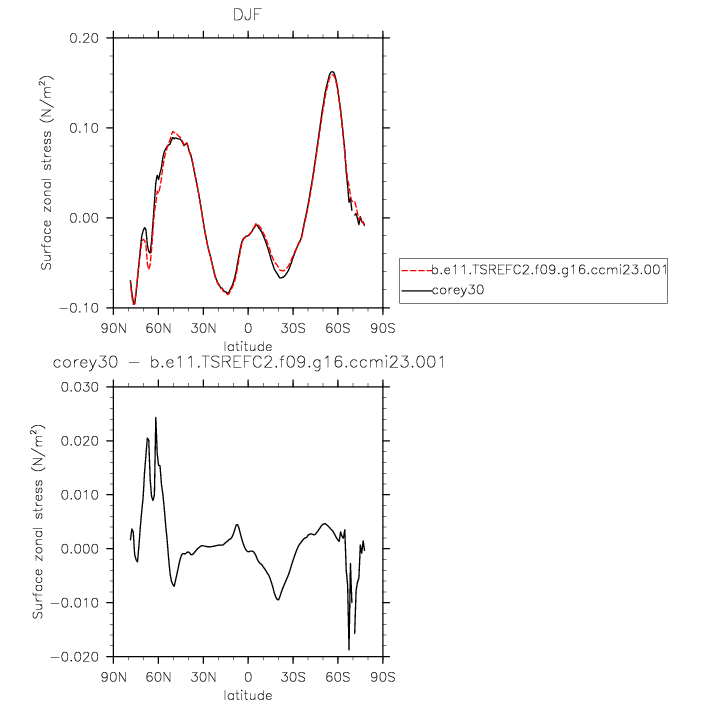 DJF
Surface zonal stress (N/m²)
0.20
0.10
0.00
−0.10
90N 60N 30N 0 30S 60S 90S
latitude
b.e11.TSREFC2.f09.g16.ccmi23.001
corey30
corey30 − b.e11.TSREFC2.f09.g16.ccmi23.001
Surface zonal stress (N/m²)
0.030
0.020
0.010
0.000
−0.010
−0.020
90N 60N 30N 0 30S 60S 90S
latitude